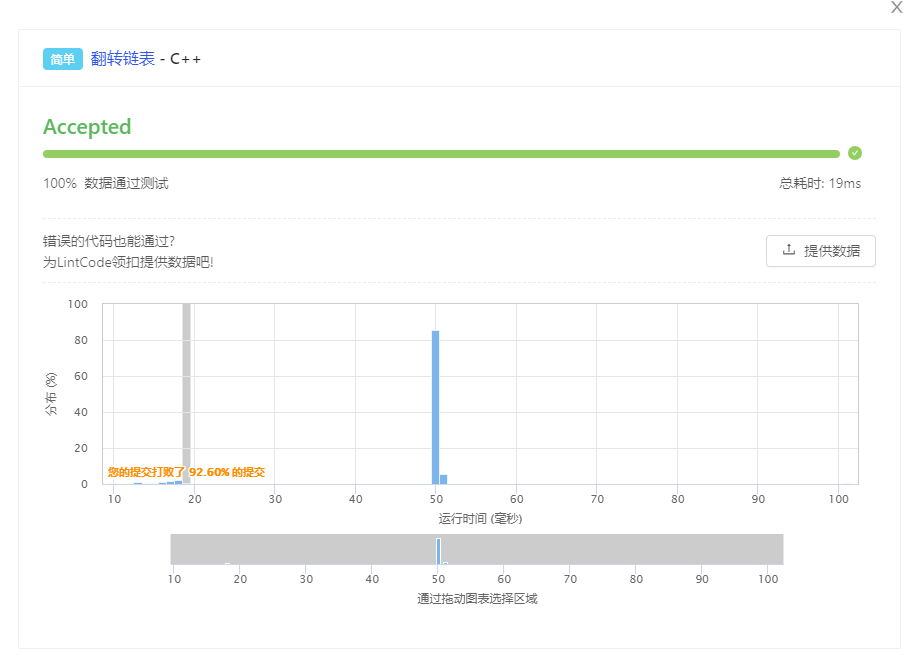 X
简单 翻转链表 - C++
Accepted
100% 数据通过测试 总耗时: 19ms
错误的代码也能通过?
为LintCode领扣提供数据吧!
提供数据
100
80
60
40
20
0
分布 (%)
您的提交打败了 92.60% 的提交
10 20 30 40 50 60 70 80 90 100
运行时间 (毫秒)
10 20 30 40 50 60 70 80 90 100
通过拖动图表选择区域